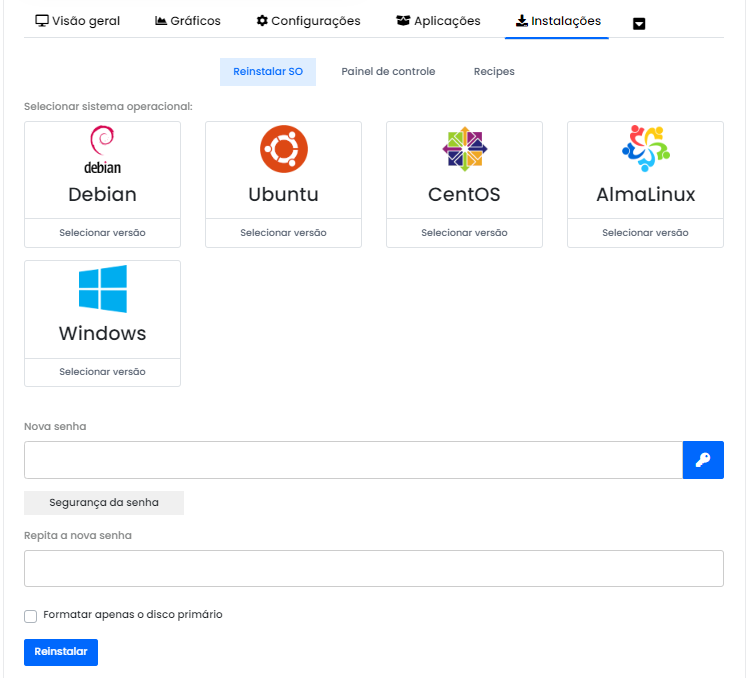 Visão geral Gráficos Configurações Aplicações Instalações
Reinstalar SO Painel de controle Recipes
Selecionar sistema operacional:
debian
Debian Ubuntu CentOS AlmaLinux
Selecionar versão Selecionar versão Selecionar versão Selecionar versão
Windows
Selecionar versão
Nova senha
Segurança da senha
Repita a nova senha
Formatar apenas o disco primário
Reinstalar